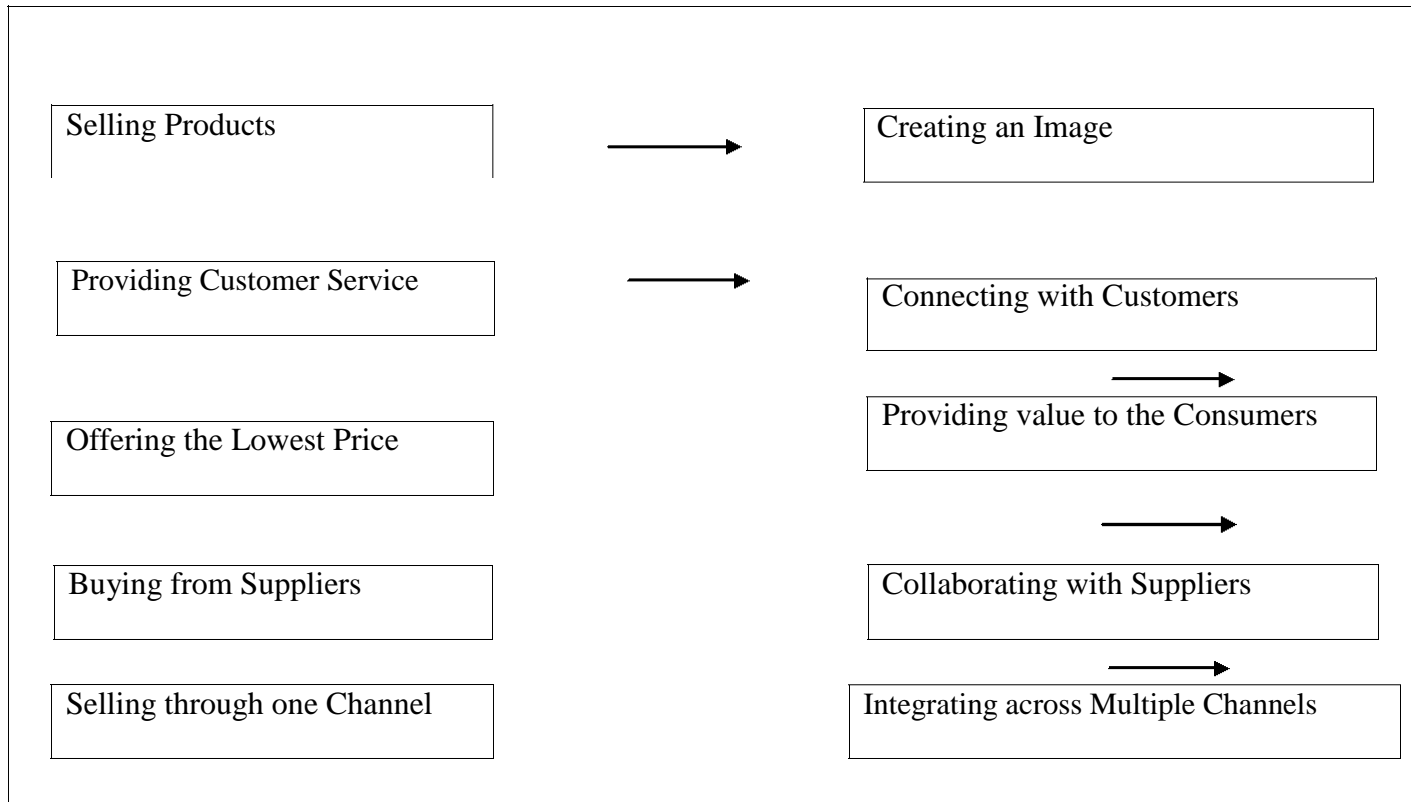 Selling Products
Creating an Image
Providing Customer Service
Connecting with Customers
Offering the Lowest Price
Providing value to the Consumers
Buying from Suppliers
Collaborating with Suppliers
Selling through one Channel
Integrating across Multiple Channels